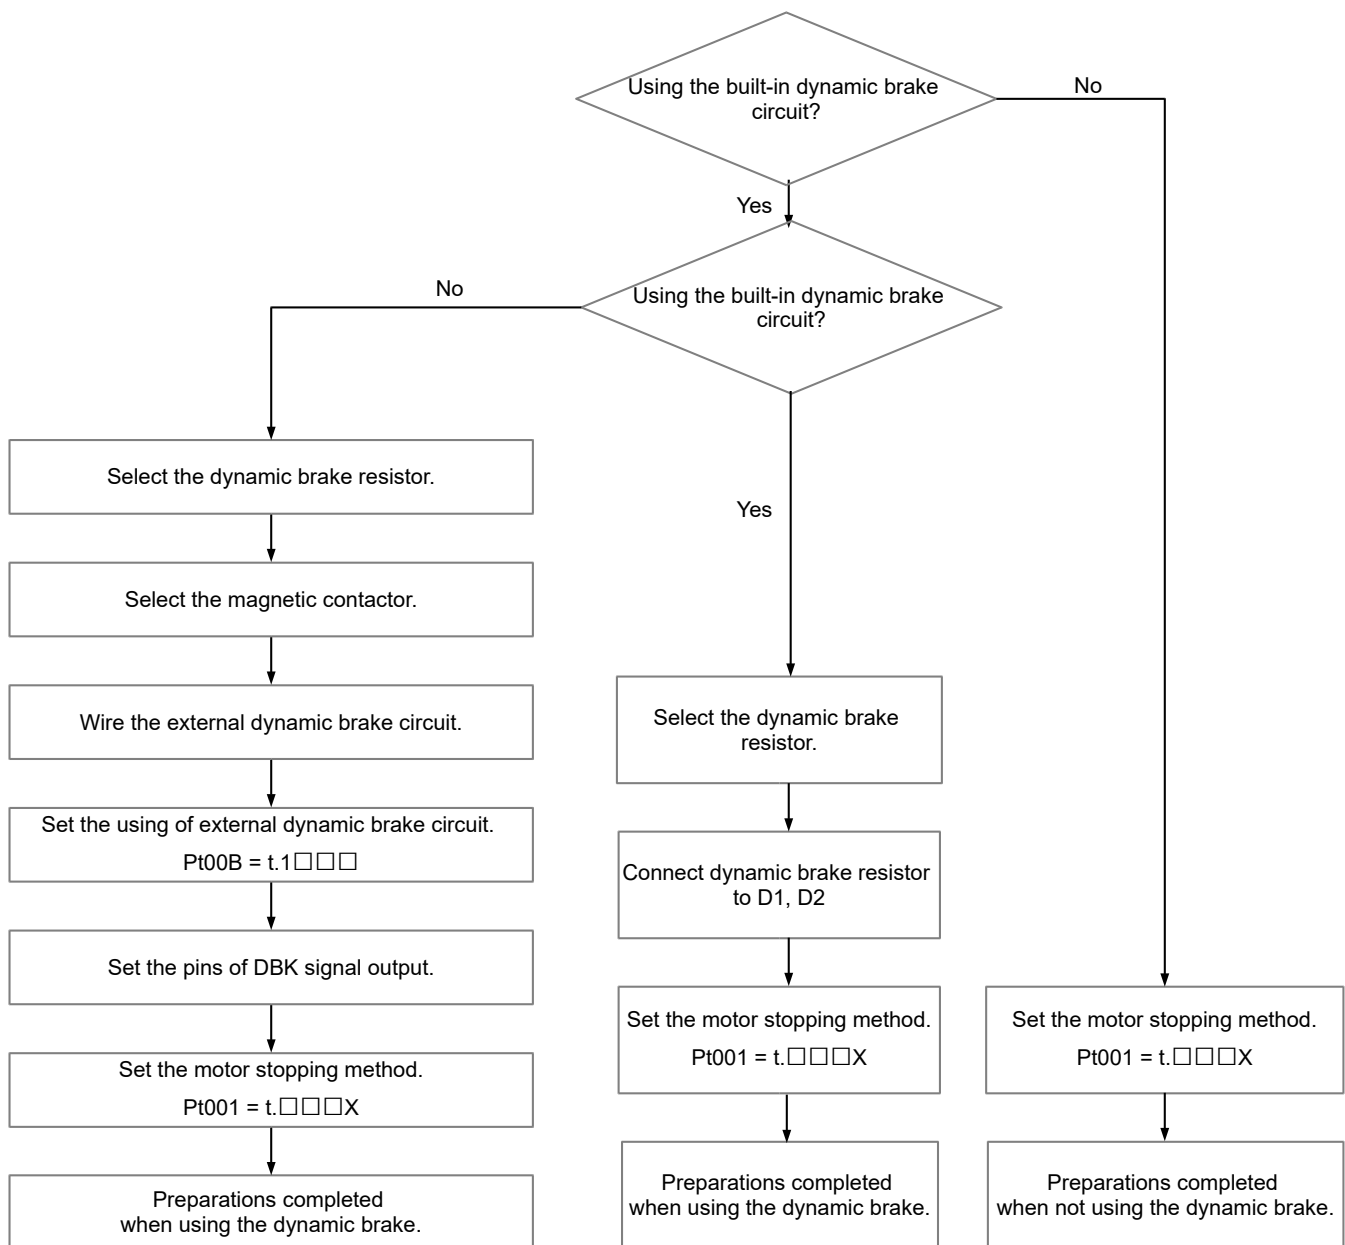 Using the built-in dynamic brake
circuit?
No
Yes
Using the built-in dynamic brake
circuit?
No
Yes
Select the dynamic brake resistor.
Select the magnetic contactor.
Wire the external dynamic brake circuit.
Set the using of external dynamic brake circuit.
Pt00B = t.1□□□
Set the pins of DBK signal output.
Set the motor stopping method.
Pt001 = t.□□□X
Preparations completed
when using the dynamic brake.
Select the dynamic brake
resistor.
Connect dynamic brake resistor
to D1, D2
Set the motor stopping method.
Pt001 = t.□□□X
Preparations completed
when using the dynamic brake.
Set the motor stopping method.
Pt001 = t.□□□X
Preparations completed
when not using the dynamic brake.